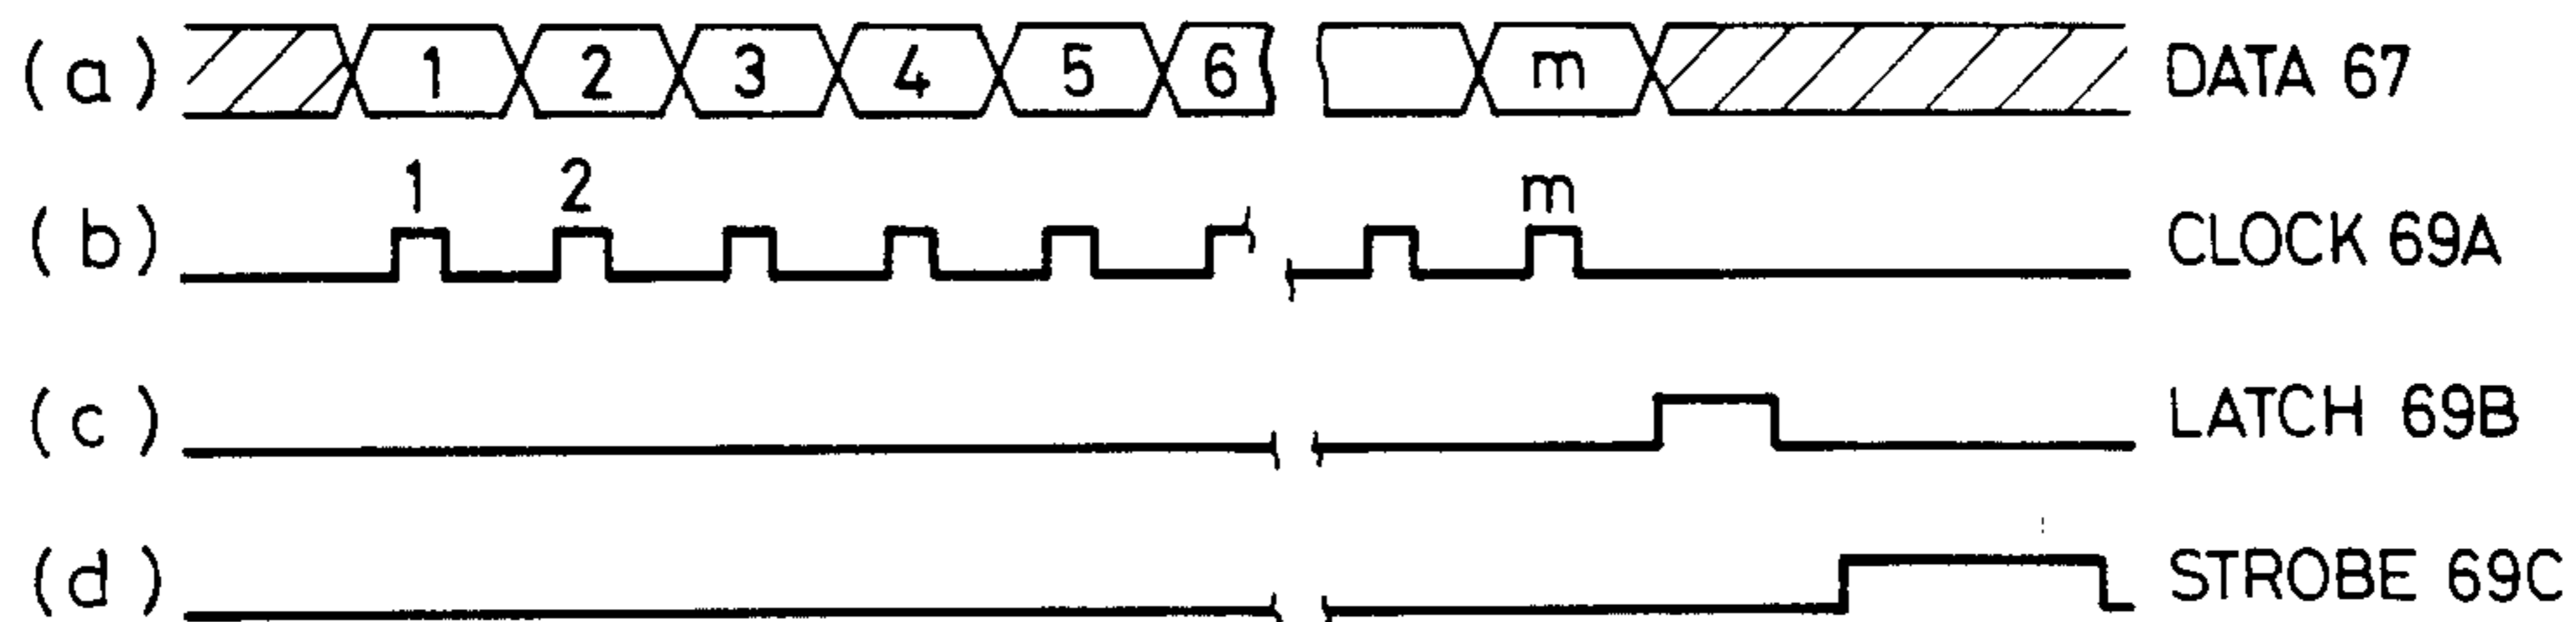 (a) 1 2 3 4 5 6 m DATA 67
1 2 m
(b) CLOCK 69A
(c) LATCH 69B
(d) STROBE 69C